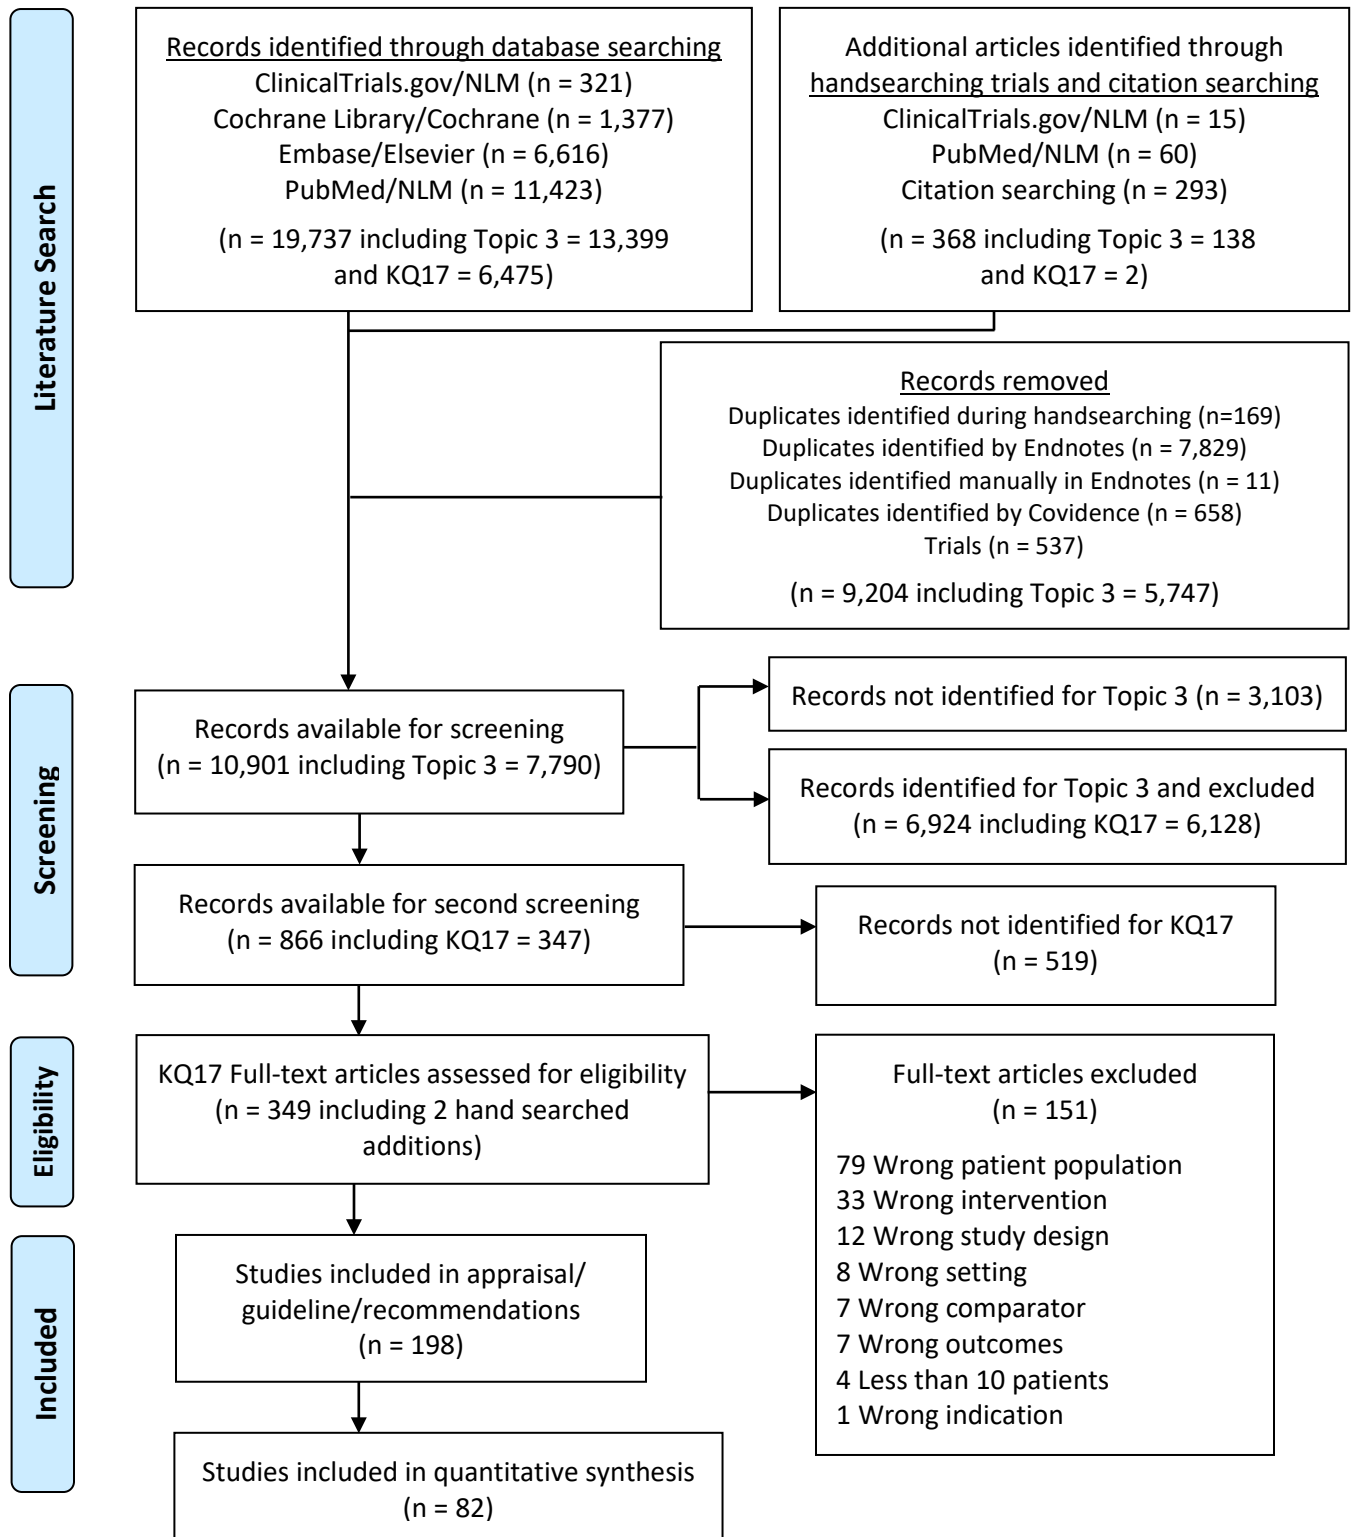 Literature Search
Records identified through database searching
ClinicalTrials.gov/NLM (n = 321)
Cochrane Library/Cochrane (n = 1,377)
Embase/Elsevier (n = 6,616)
PubMed/NLM (n = 11,423)
(n = 19,737 including Topic 3 = 13,399
and KQ17 = 6,475)
Additional articles identified through
handsearching trials and citation searching
ClinicalTrials.gov/NLM (n = 15)
PubMed/NLM (n = 60)
Citation searching (n = 293)
(n = 368 including Topic 3 = 138
and KQ17 = 2)
Records removed
Duplicates identified during handsearching (n=169)
Duplicates identified by Endnotes (n = 7,829)
Duplicates identified manually in Endnotes (n = 11)
Duplicates identified by Covidence (n = 658)
Trials (n = 537)
(n = 9,204 including Topic 3 = 5,747)
Screening
Records available for screening
(n = 10,901 including Topic 3 = 7,790)
Records not identified for Topic 3 (n = 3,103)
Records identified for Topic 3 and excluded
(n = 6,924 including KQ17 = 6,128)
Records available for second screening
(n = 866 including KQ17 = 347)
Records not identified for KQ17
(n = 519)
Eligibility
KQ17 Full-text articles assessed for eligibility
(n = 349 including 2 hand searched
additions)
Full-text articles excluded
(n = 151)
79 Wrong patient population
33 Wrong intervention
12 Wrong study design
8 Wrong setting
7 Wrong comparator
7 Wrong outcomes
4 Less than 10 patients
1 Wrong indication
Included
Studies included in appraisal/
guideline/recommendations
(n = 198)
Studies included in quantitative synthesis
(n = 82)